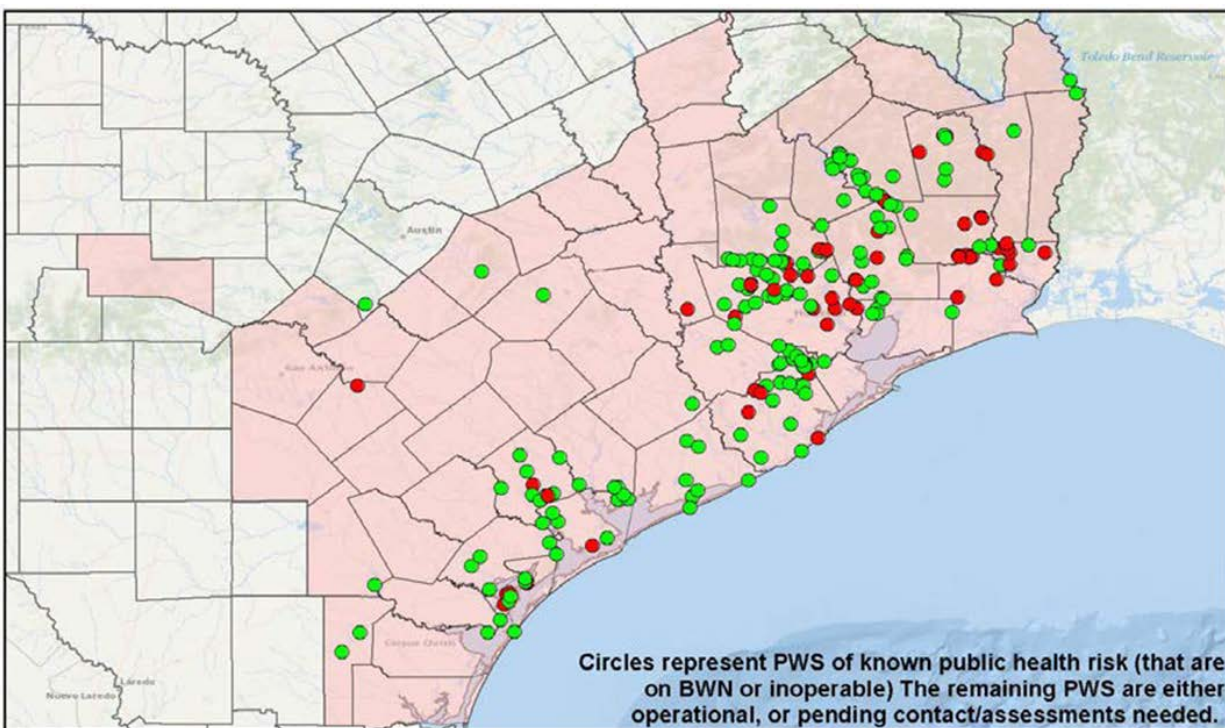 Toledo Bend Reservoir
Austin
San Antonio
Corpus Christi
Laredo
Nuevo Laredo
Circles represent PWS of known public health risk (that are
on BWN or inoperable) The remaining PWS are either
operational, or pending contact/assessments needed.